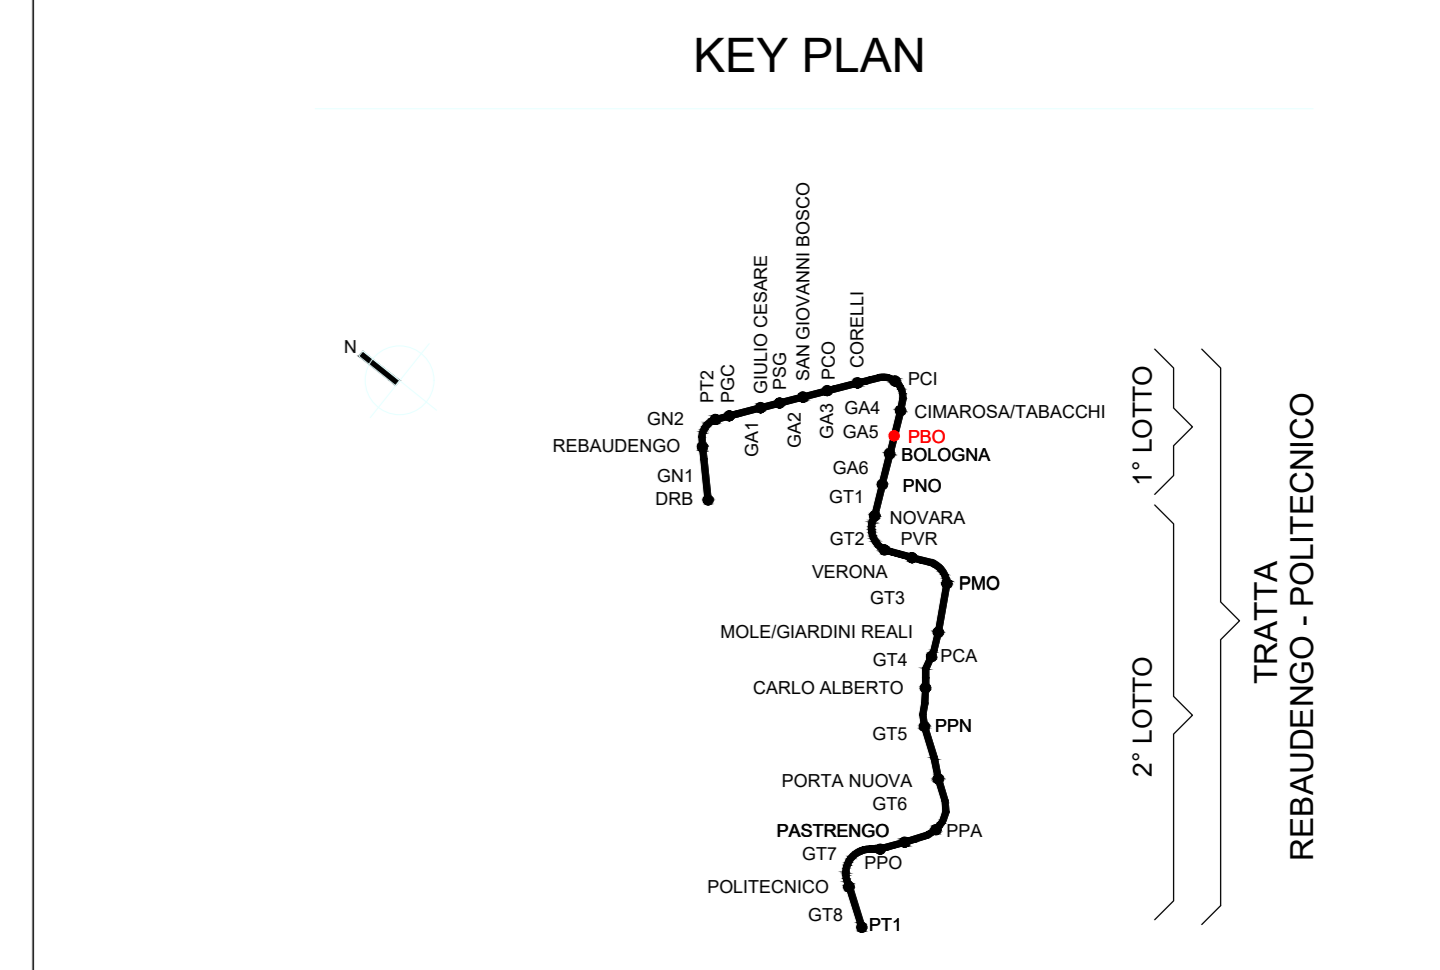 KEY PLAN
N
PT2
PGC
GIULIO CESARE
PSG
SAN GIOVANNI BOSCO
PCO
CORELLI
PCI
GN2
GA1
GA2
GA3
GA4
CIMAROSA/TABACCHI
REBAUDENGO
GA5
PBO
BOLOGNA
GN1
GA6
DRB
GT1
PNO
NOVARA
GT2
PVR
VERONA
GT3
PMO
MOLE/GIARDINI REALI
GT4
PCA
CARLO ALBERTO
GT5
PPN
PORTA NUOVA
GT6
PASTRENGO
PPA
GT7
PPO
POLITECNICO
GT8
PT1
1° LOTTO
2° LOTTO
TRATTA
REBAUDENGO - POLITECNICO